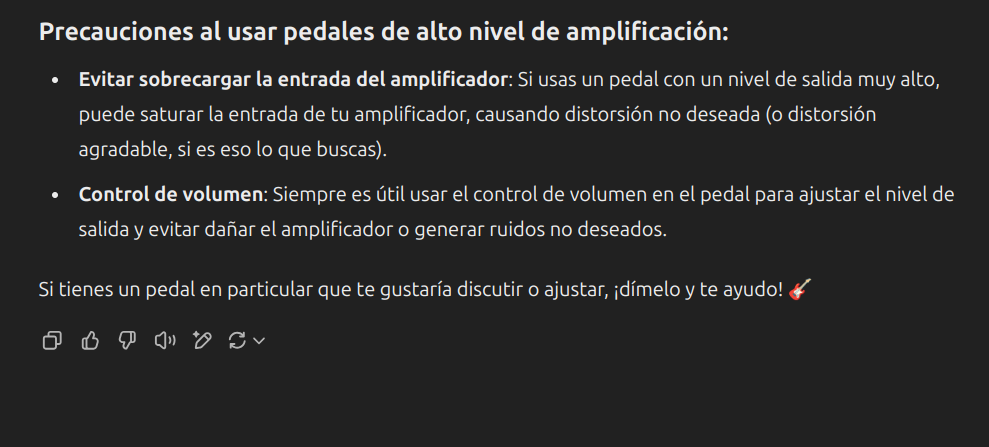 Precauciones al usar pedales de alto nivel de amplificación:
• Evitar sobrecargar la entrada del amplificador: Si usas un pedal con un nivel de salida muy alto,
puede saturar la entrada de tu amplificador, causando distorsión no deseada (o distorsión
agradable, si es eso lo que buscas).
• Control de volumen: Siempre es útil usar el control de volumen en el pedal para ajustar el nivel de
salida y evitar dañar el amplificador o generar ruidos no deseados.
Si tienes un pedal en particular que te gustaría discutir o ajustar, ¡dímelo y te ayudo! 🎸